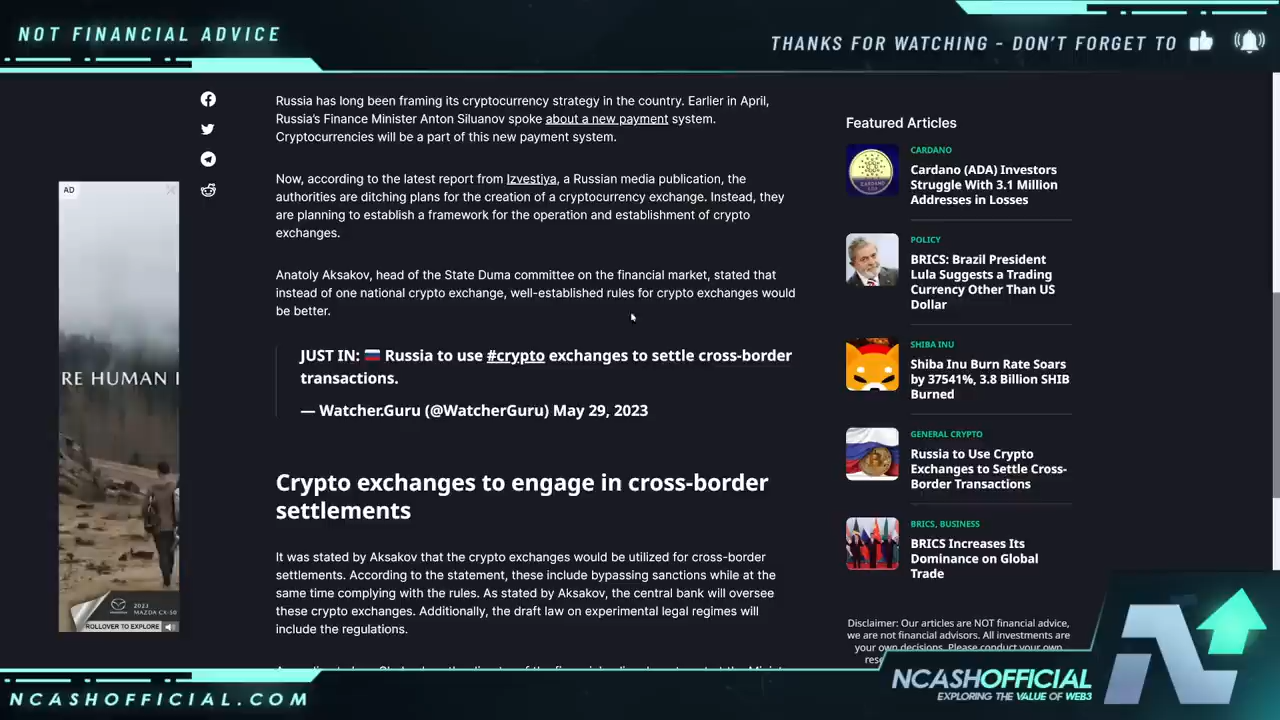 NOT FINANCIAL ADVICE
THANKS FOR WATCHING - DON'T FORGET TO
Russia has long been framing its cryptocurrency strategy in the country. Earlier in April,
Russia's Finance Minister Anton Siluanov spoke about a new payment system.
Cryptocurrencies will be a part of this new payment system.
Now, according to the latest report from Izvestiya, a Russian media publication, the
authorities are ditching plans for the creation of a cryptocurrency exchange. Instead, they
are planning to establish a framework for the operation and establishment of crypto
exchanges.
Anatoly Aksakov, head of the State Duma committee on the financial market, stated that
instead of one national crypto exchange, well-established rules for crypto exchanges would
be better.
JUST IN: 🇷🇺 Russia to use #crypto exchanges to settle cross-border
transactions.
— Watcher.Guru (@WatcherGuru) May 29, 2023
Crypto exchanges to engage in cross-border
settlements
It was stated by Aksakov that the crypto exchanges would be utilized for cross-border
settlements. According to the statement, these include bypassing sanctions while at the
same time complying with the rules. As stated by Aksakov, the central bank will oversee
these crypto exchanges. Additionally, the draft law on experimental legal regimes will
include the regulations.
AD
RE HUMAN
2023
MAZDA CX-50
ROLLOVER TO EXPLORE
Featured Articles
CARDANO
Cardano (ADA) Investors
Struggle With 3.1 Million
Addresses in Losses
POLICY
BRICS: Brazil President
Lula Suggests a Trading
Currency Other Than US
Dollar
SHIBA INU
Shiba Inu Burn Rate Soars
by 37541%, 3.8 Billion SHIB
Burned
GENERAL CRYPTO
Russia to Use Crypto
Exchanges to Settle Cross-
Border Transactions
BRICS, BUSINESS
BRICS Increases Its
Dominance on Global
Trade
Disclaimer: Our articles are NOT financial advice,
we are not financial advisors. All investments are
your own decisions. Please conduct your own
NCASHOFFICIAL
EXPLORING THE VALUE OF WEB3
NCASHOFFICIAL.COM